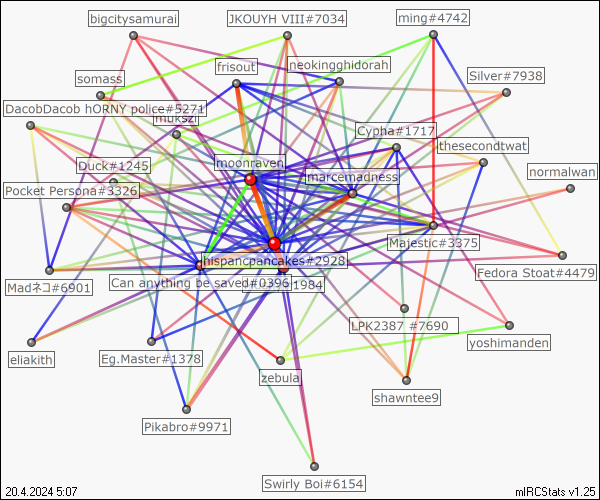 bigcitysamurai
JKOUYH VIII#7034
ming#4742
frisout
neokingghidorah
somass
Silver#7938
DacobDacob hORNY police#5271
mukszi
Cypha#1717
thesecondtwat
moonraven
Duck#1245
marcemadness
normalwan
Pocket Persona#3326
Majestic#3375
hispanicpancakes#2928
Fedora Stoat#4479
Madネコ#6901
Can anything be saved#0396
1984
LPK2387 #7690
yoshimanden
eliakith
Eg.Master#1378
zebula
shawntee9
Pikabro#9971
Swirly Boi#6154
20.4.2024 5:07
mIRCStats v1.25